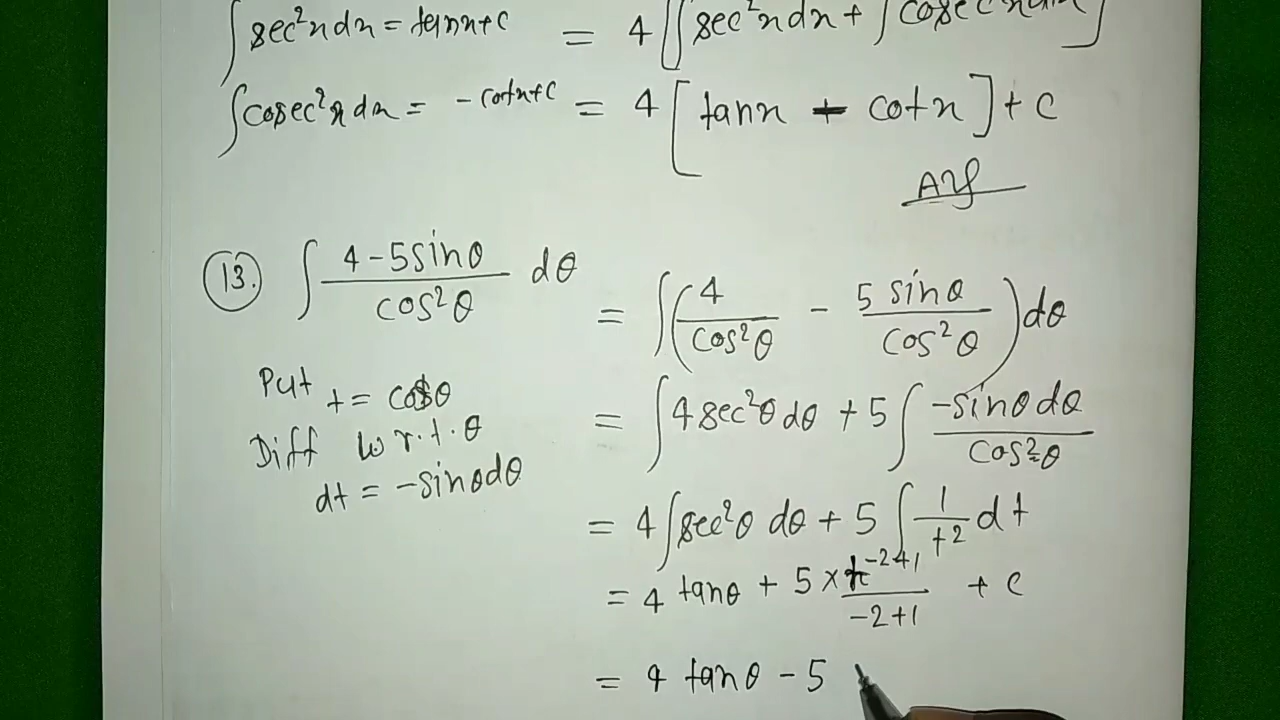 ∫sec²x dx = tanx+c = 4[∫sec²x dx + ∫cosec²x dx]
∫cosec²x dx = -cotx+c = 4[tanx - cotx]+c
Ans
13. ∫ (4-5sinθ)/(cos²θ) dθ = ∫(4/(cos²θ) - (5 sinθ)/(cos²θ))dθ
Put t = cosθ
= ∫4sec²θ dθ + 5∫(-sinθ dθ)/(cos²θ)
Diff w.r.t. θ
dt = -sinθdθ
= 4∫sec²θ dθ + 5∫(1/t²)dt
= 4 tanθ + 5 × (t^(-2+1))/(-2+1) + c
= 4 tanθ - 5